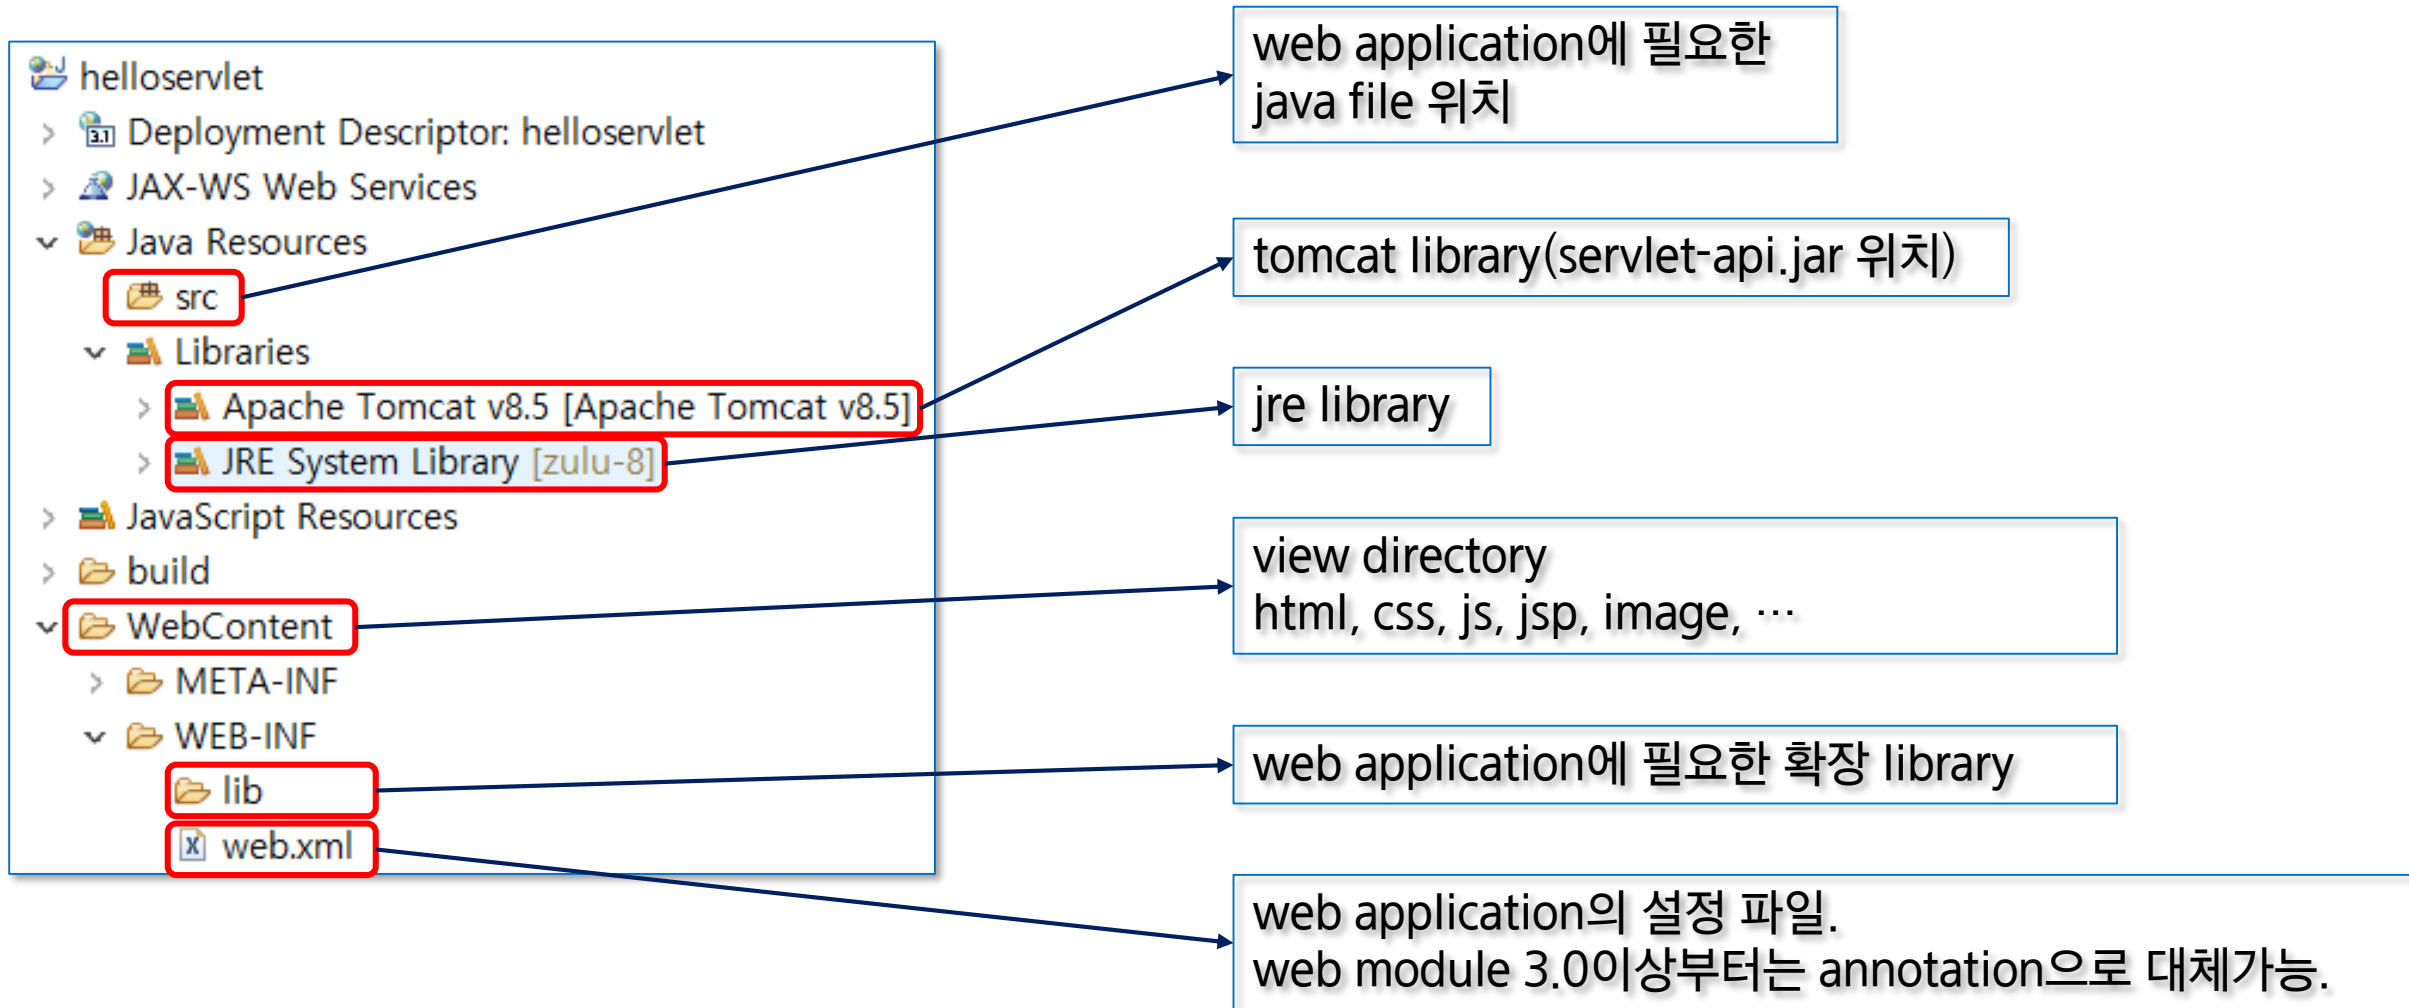 helloservlet
Deployment Descriptor: helloservlet
3.1
JAX-WS Web Services
Java Resources
src
Libraries
Apache Tomcat v8.5 [Apache Tomcat v8.5]
JRE System Library [zulu-8]
JavaScript Resources
build
WebContent
META-INF
WEB-INF
lib
web.xml
web application에 필요한
java file 위치
tomcat library(servlet-api.jar 위치)
jre library
view directory
html, css, js, jsp, image, …
web application에 필요한 확장 library
web application의 설정 파일.
web module 3.0이상부터는 annotation으로 대체가능.